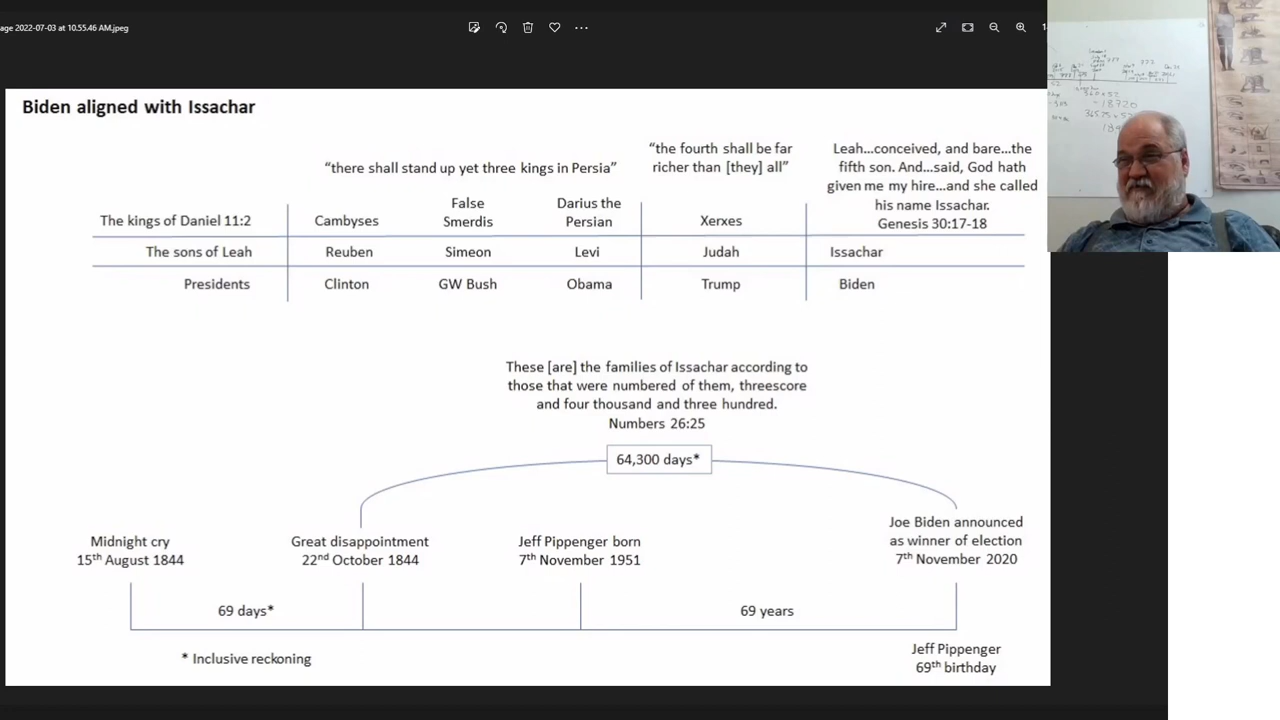 age 2022-07-03 at 10.55.46 AM.jpeg
Biden aligned with Issachar
“there shall stand up yet three kings in Persia”
“the fourth shall be far
richer than [they] all”
Leah...conceived, and bare...the
fifth son. And...said, God hath
given me my hire...and she called
his name Issachar.
Genesis 30:17-18
The kings of Daniel 11:2 Cambyses False Smerdis Darius the Persian Xerxes
The sons of Leah Reuben Simeon Levi Judah Issachar
Presidents Clinton GW Bush Obama Trump Biden
These [are] the families of Issachar according to
those that were numbered of them, threescore
and four thousand and three hundred.
Numbers 26:25
64,300 days*
Midnight cry
15th August 1844
Great disappointment
22nd October 1844
Jeff Pippenger born
7th November 1951
Joe Biden announced
as winner of election
7th November 2020
69 days*
69 years
* Inclusive reckoning
Jeff Pippenger
69th birthday
360 x 52
18720